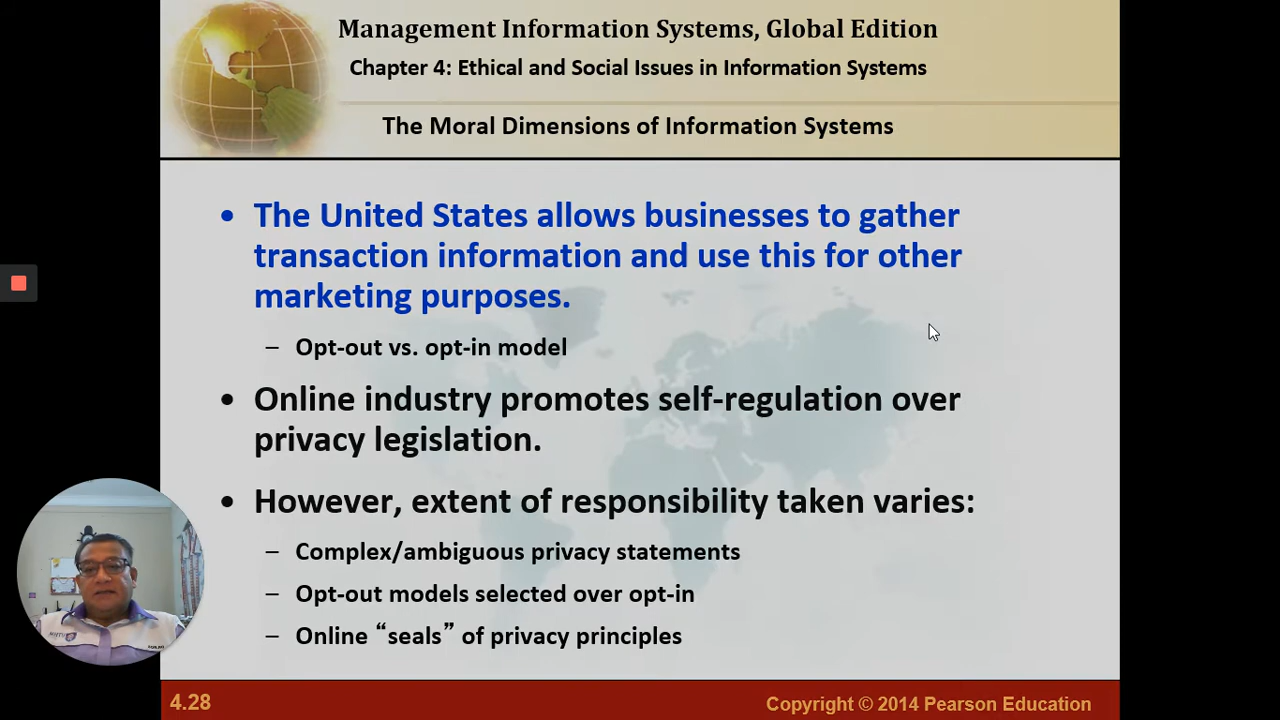 Management Information Systems, Global Edition
Chapter 4: Ethical and Social Issues in Information Systems
The Moral Dimensions of Information Systems
• The United States allows businesses to gather
transaction information and use this for other
marketing purposes.
– Opt-out vs. opt-in model
• Online industry promotes self-regulation over
privacy legislation.
• However, extent of responsibility taken varies:
– Complex/ambiguous privacy statements
– Opt-out models selected over opt-in
– Online “seals” of privacy principles
4.28
Copyright © 2014 Pearson Education